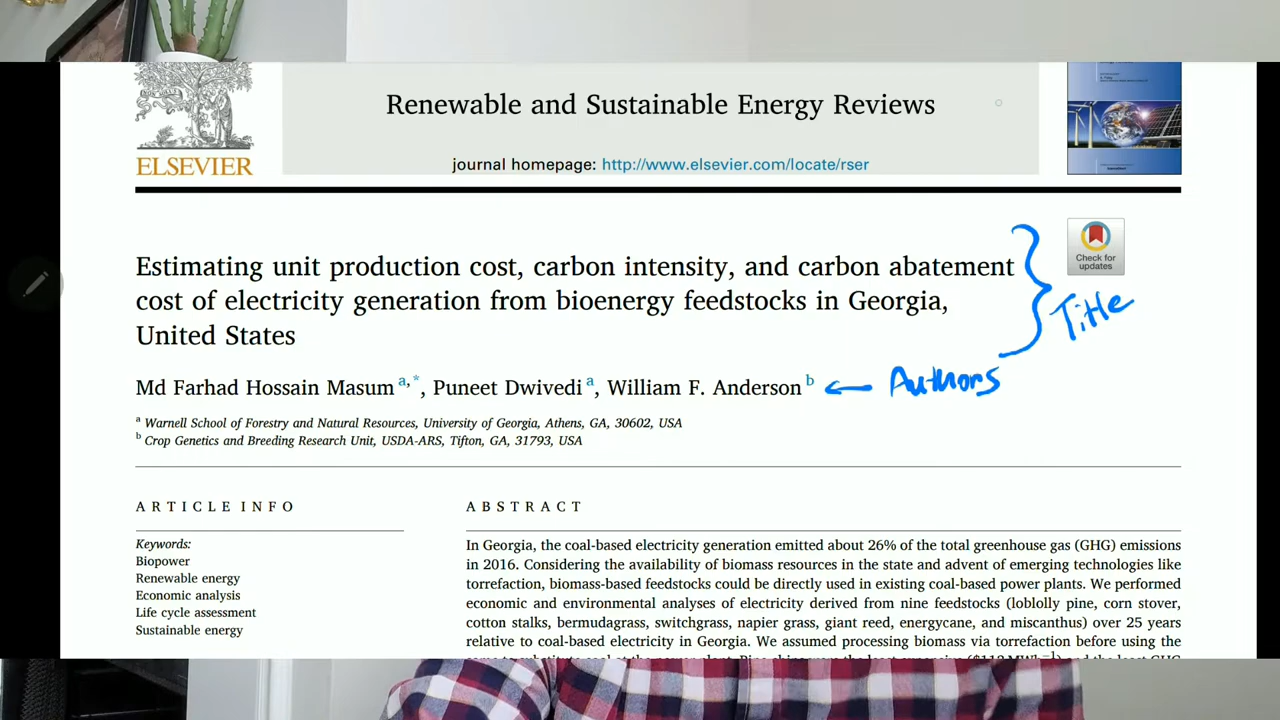 Renewable and Sustainable Energy Reviews
ELSEVIER
journal homepage: http://www.elsevier.com/locate/rser
Estimating unit production cost, carbon intensity, and carbon abatement
cost of electricity generation from bioenergy feedstocks in Georgia,
United States
Check for
updates
Title
Md Farhad Hossain Masum a,*, Puneet Dwivedi a, William F. Anderson b
← Authors
a Warnell School of Forestry and Natural Resources, University of Georgia, Athens, GA, 30602, USA
b Crop Genetics and Breeding Research Unit, USDA-ARS, Tifton, GA, 31793, USA
ARTICLE INFO
Keywords:
Biopower
Renewable energy
Economic analysis
Life cycle assessment
Sustainable energy
ABSTRACT
In Georgia, the coal-based electricity generation emitted about 26% of the total greenhouse gas (GHG) emissions
in 2016. Considering the availability of biomass resources in the state and advent of emerging technologies like
torrefaction, biomass-based feedstocks could be directly used in existing coal-based power plants. We performed
economic and environmental analyses of electricity derived from nine feedstocks (loblolly pine, corn stover,
cotton stalks, bermudagrass, switchgrass, napier grass, giant reed, energycane, and miscanthus) over 25 years
relative to coal-based electricity in Georgia. We assumed processing biomass via torrefaction before using the